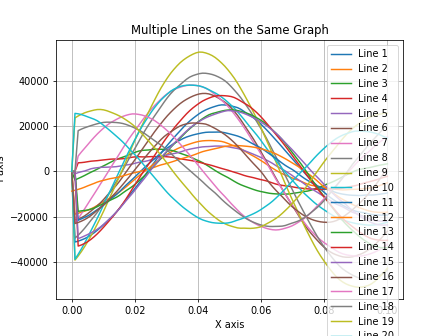 Multiple Lines on the Same Graph
40000
20000
0
−20000
−40000
0.00
0.02
0.04
0.06
0.08
X axis
Line 1
Line 2
Line 3
Line 4
Line 5
Line 7
Line 8
Line 9
Line 10
Line 11
Line 12
Line 13
Line 14
Line 15
Line 16
Line 17
Line 18
Line 19